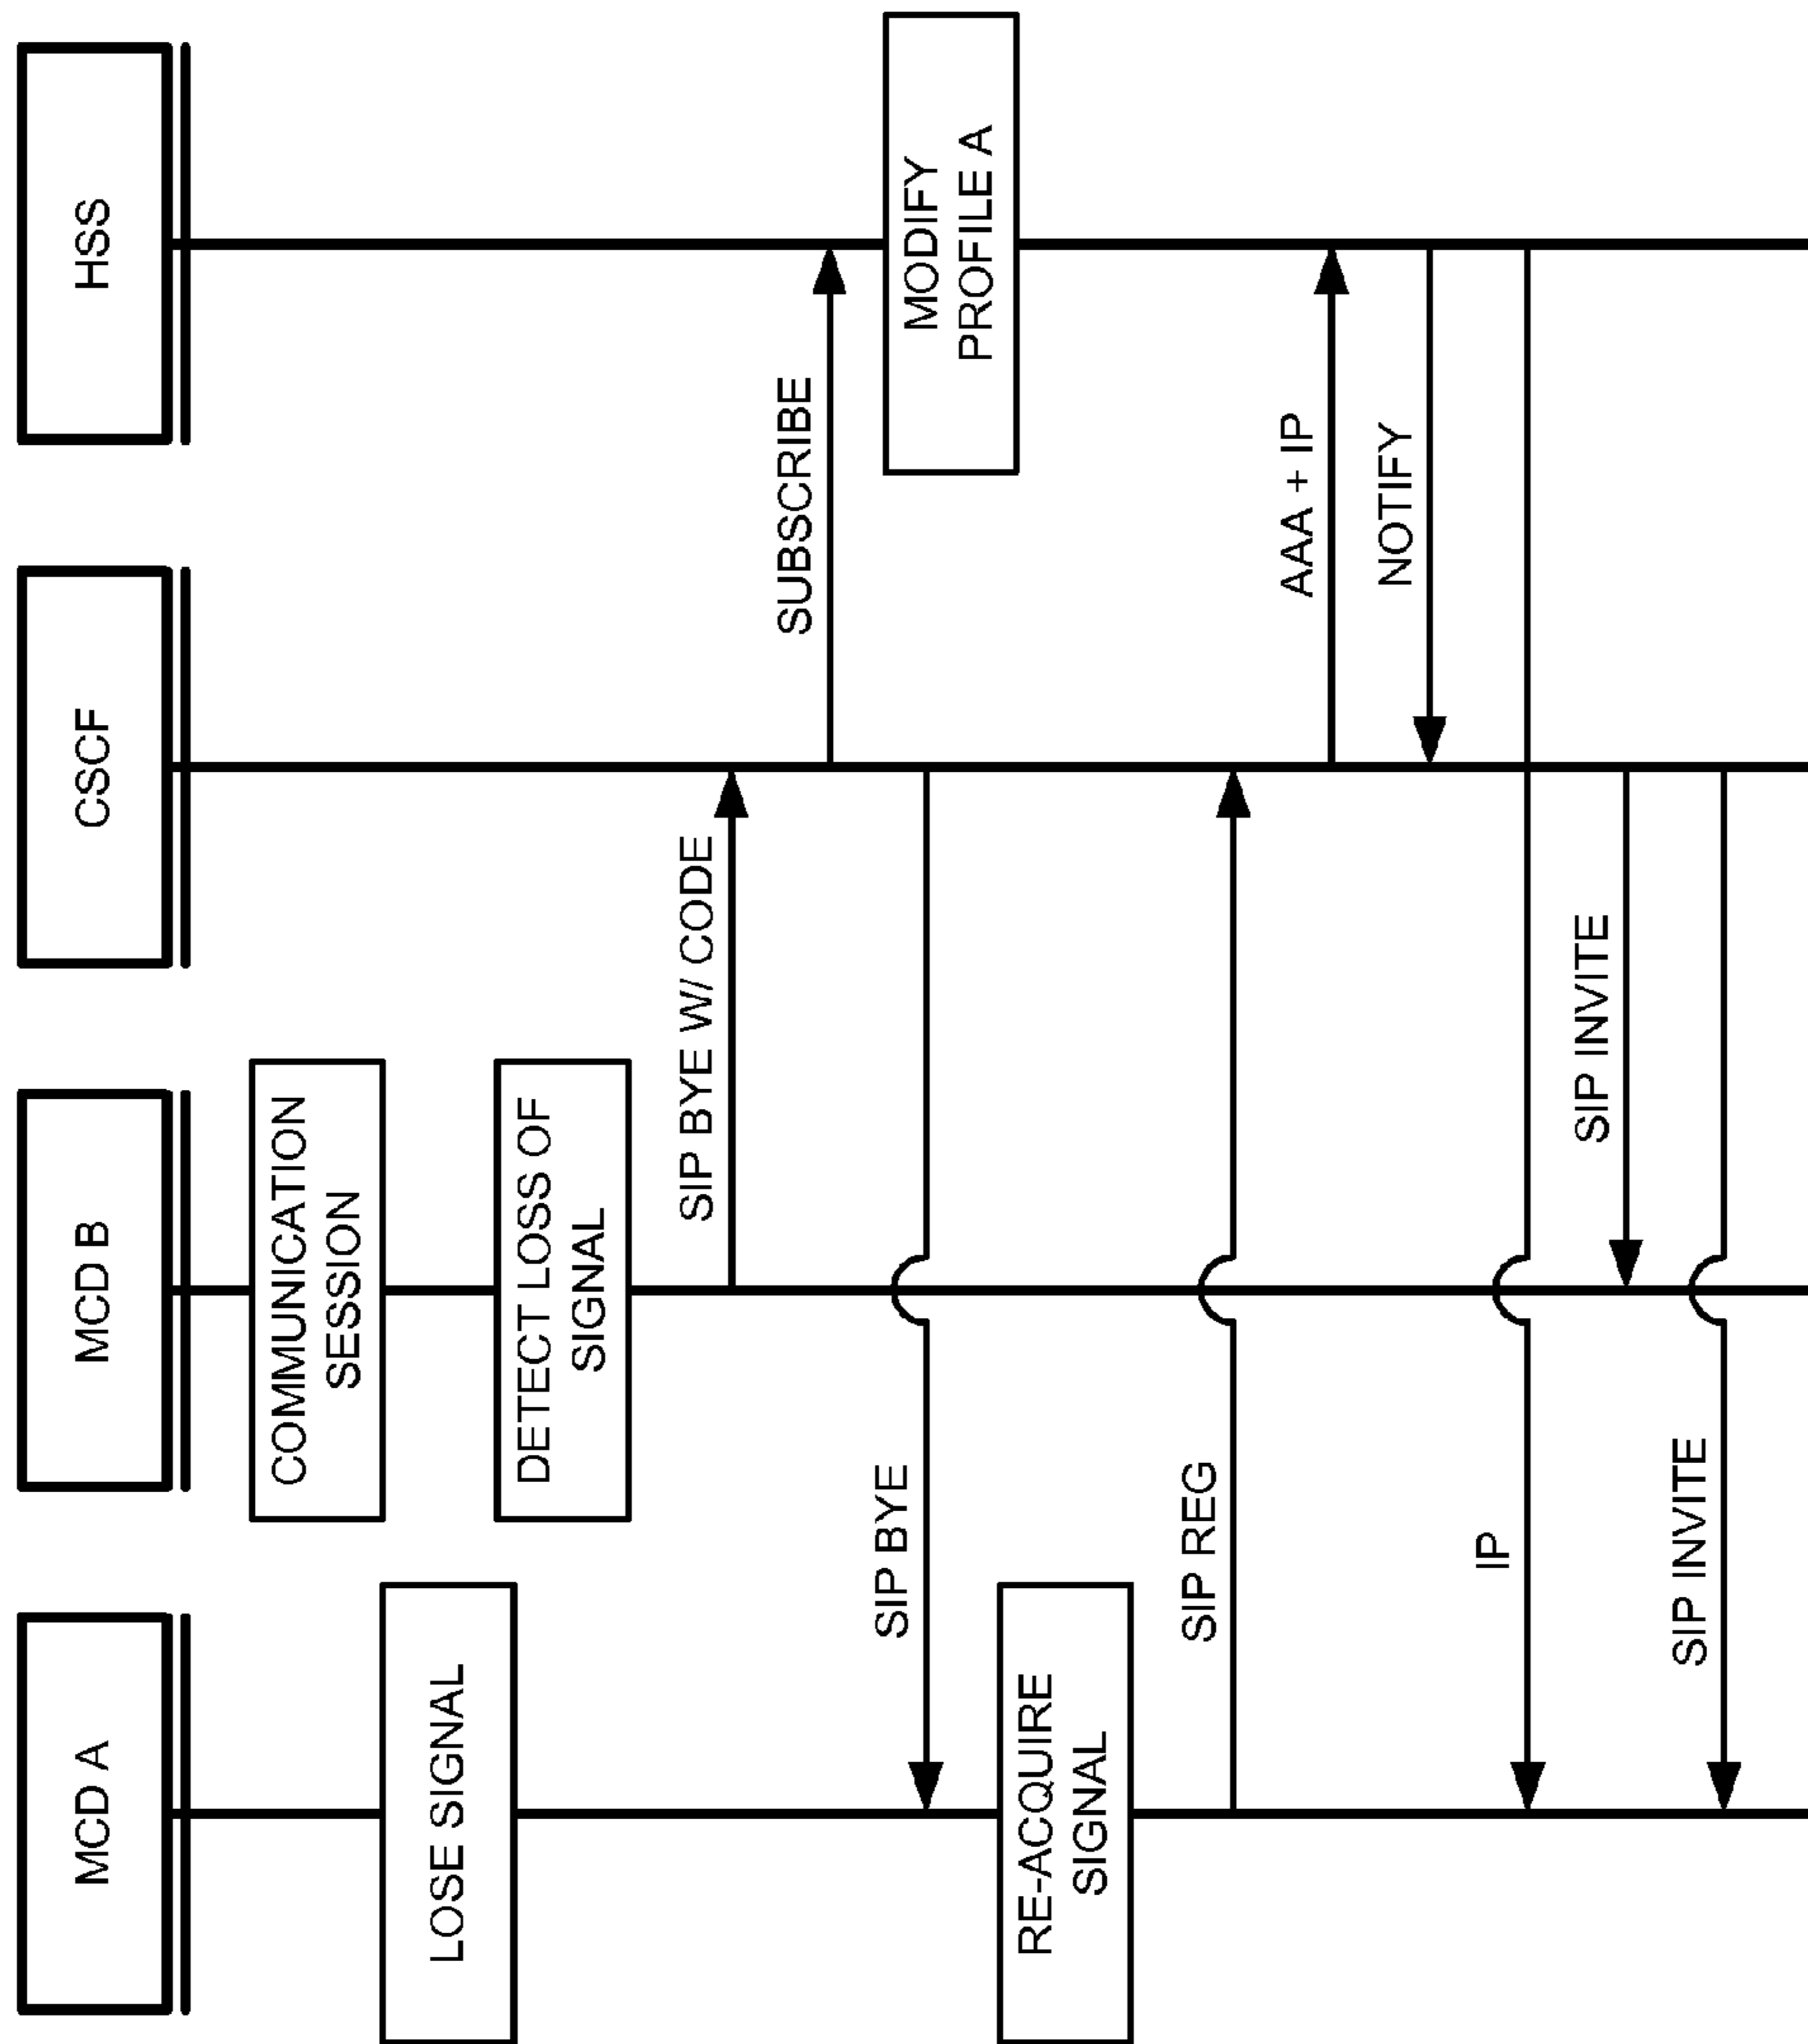 MCD A
MCD B
CSCF
HSS
COMMUNICATION
SESSION
LOSE SIGNAL
DETECT LOSS OF
SIGNAL
SIP BYE W/ CODE
SUBSCRIBE
SIP BYE
MODIFY
PROFILE A
RE-ACQUIRE
SIGNAL
SIP REG
AAA + IP
NOTIFY
IP
SIP INVITE
SIP INVITE